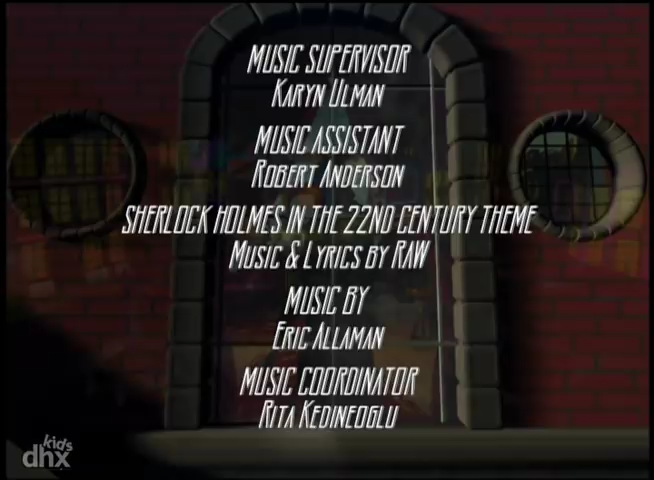 MUSIC SUPERVISOR
KARYN ULMAN
MUSIC ASSISTANT
ROBERT ANDERSON
SHERLOCK HOLMES IN THE 22ND CENTURY THEME
MUSIC & LYRICS BY RAW
MUSIC BY
ERIC ALLAMAN
MUSIC COORDINATOR
RITA KEDINEOGLU
kids
dhx